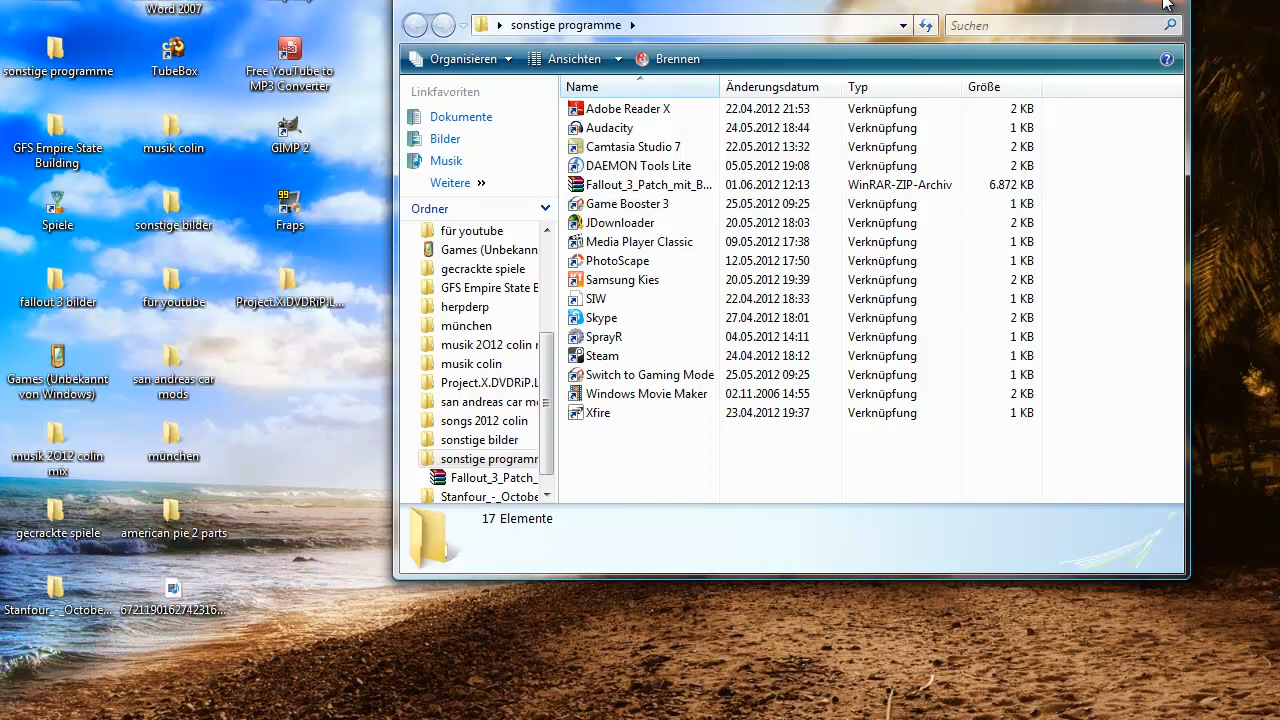 Word 2007
sonstige programme
TubeBox
Free YouTube to
MP3 Converter
GFS Empire State
Building
musik colin
GIMP 2
Spiele
sonstige bilder
Fraps
99
fallout 3 bilder
für youtube
Project.X.DVDRiP.L...
Games (Unbekannt
von Windows)
san andreas car
mods
musik 2012 colin
mix
münchen
gecrackte spiele
american pie 2 parts
Stanfour_-_Octobe...
6721190162742316...
sonstige programme
Suchen
Organisieren
Ansichten
Brennen
Linkfavoriten
Dokumente
Bilder
Musik
Weitere »
Ordner
für youtube
Games (Unbekann
gecrackte spiele
GFS Empire State E
herpderp
münchen
musik 2012 colin
musik colin
Project.X.DVDRiP.L
san andreas car m
songs 2012 colin
sonstige bilder
sonstige programm
Fallout_3_Patch_
Stanfour_-_Octobe
Name Änderungsdatum Typ Größe
Adobe Reader X 22.04.2012 21:53 Verknüpfung 2 KB
Audacity 24.05.2012 18:44 Verknüpfung 1 KB
Camtasia Studio 7 22.05.2012 13:32 Verknüpfung 2 KB
DAEMON Tools Lite 05.05.2012 19:08 Verknüpfung 2 KB
Fallout_3_Patch_mit_B... 01.06.2012 12:13 WinRAR-ZIP-Archiv 6.872 KB
Game Booster 3 25.05.2012 09:25 Verknüpfung 1 KB
JDownloader 20.05.2012 18:03 Verknüpfung 2 KB
Media Player Classic 09.05.2012 17:38 Verknüpfung 1 KB
PhotoScape 12.05.2012 17:50 Verknüpfung 1 KB
Samsung Kies 20.05.2012 19:39 Verknüpfung 2 KB
SIW 22.04.2012 18:33 Verknüpfung 1 KB
Skype 27.04.2012 18:01 Verknüpfung 2 KB
SprayR 04.05.2012 14:11 Verknüpfung 1 KB
Steam 24.04.2012 18:12 Verknüpfung 1 KB
Switch to Gaming Mode 25.05.2012 09:25 Verknüpfung 1 KB
Windows Movie Maker 02.11.2006 14:55 Verknüpfung 2 KB
Xfire 23.04.2012 19:37 Verknüpfung 1 KB
17 Elemente